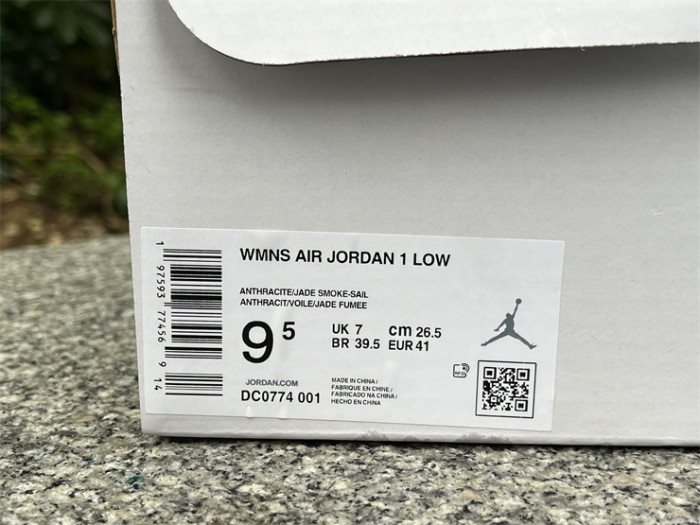 WMNS AIR JORDAN 1 LOW
ANTHRACITE/JADE SMOKE-SAIL
ANTHRACIT/VOILE/JADE FUMEE
9 5
UK 7 cm 26.5
BR 39.5 EUR 41
JORDAN.COM
DC0774 001
MADE IN CHINA/
FABRIQUE EN CHINE/
FABRICADO NA CHINA/
HECHO EN CHINA
RFID
1 97593 77456 9 14